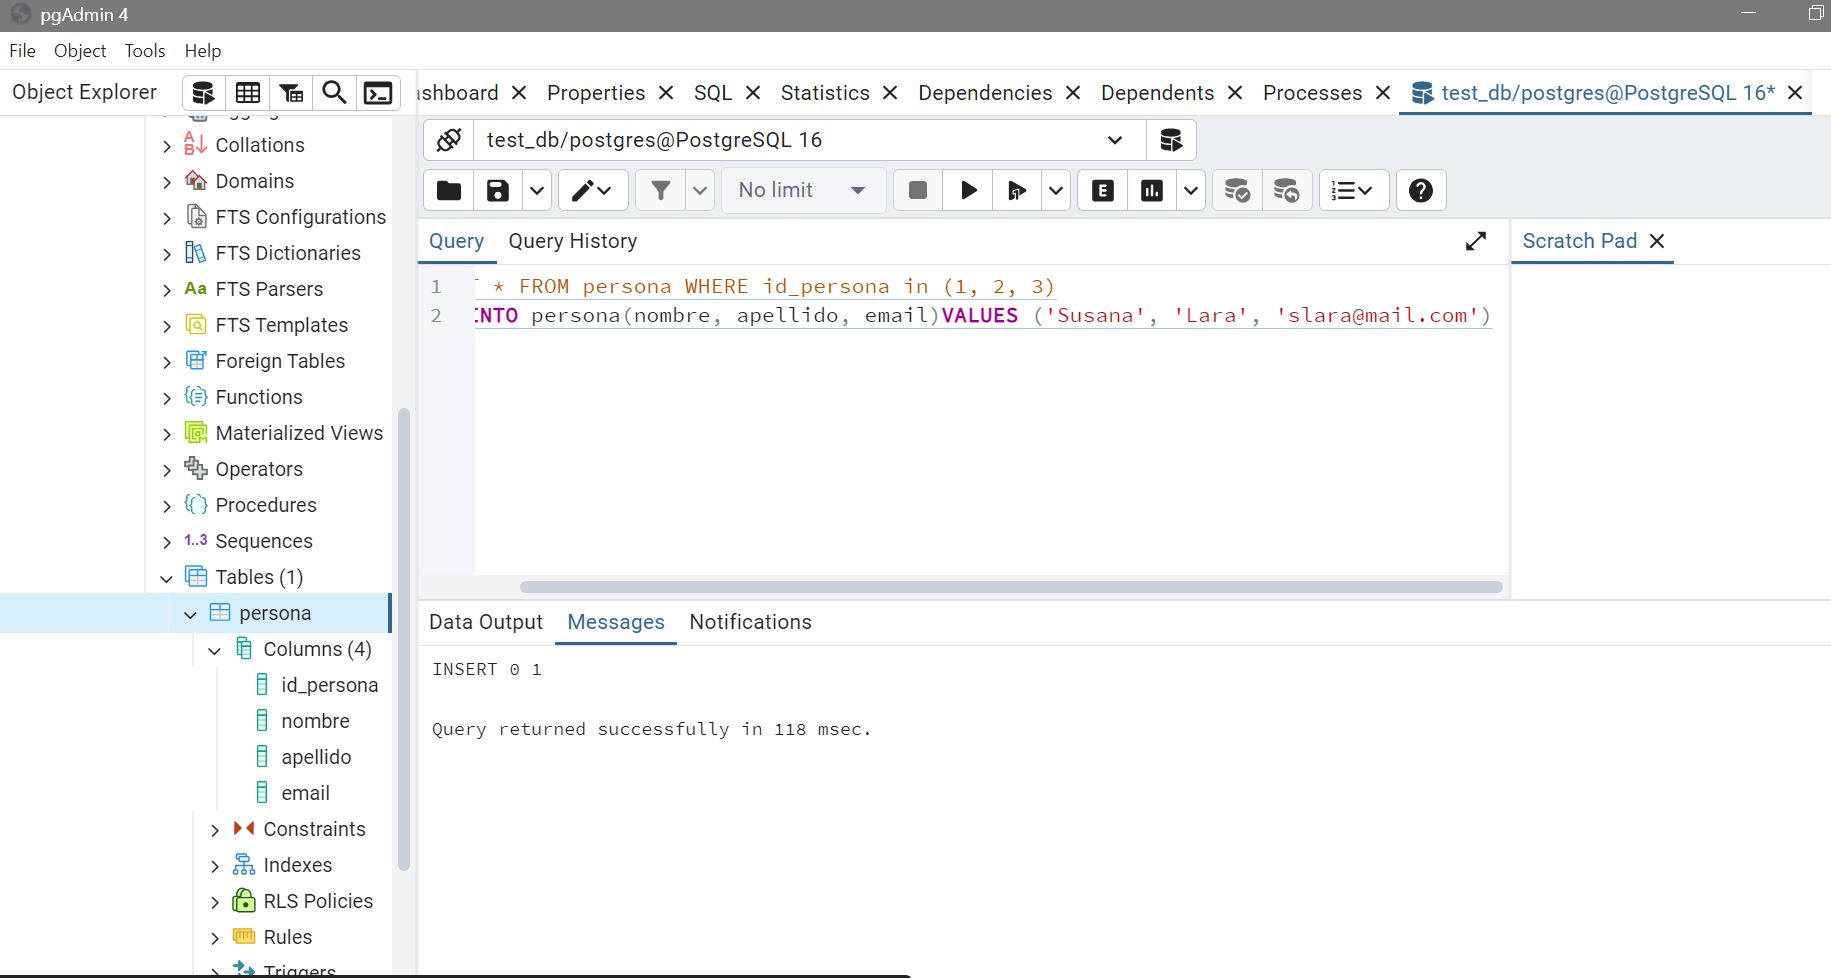 pgAdmin 4
File Object Tools Help
Object Explorer
shboard Properties SQL Statistics Dependencies Dependents Processes test_db/postgres@PostgreSQL 16*
test_db/postgres@PostgreSQL 16
No limit
E
Query Query History
Scratch Pad
1 * FROM persona WHERE id_persona in (1, 2, 3)
2 INTO persona(nombre, apellido, email)VALUES ('Susana', 'Lara', 'slara@mail.com')
Collations
Domains
FTS Configurations
FTS Dictionaries
Aa FTS Parsers
FTS Templates
Foreign Tables
Functions
Materialized Views
Operators
Procedures
1..3 Sequences
Tables (1)
persona
Columns (4)
id_persona
nombre
apellido
email
Constraints
Indexes
RLS Policies
Rules
Triggers
Data Output Messages Notifications
INSERT 0 1
Query returned successfully in 118 msec.